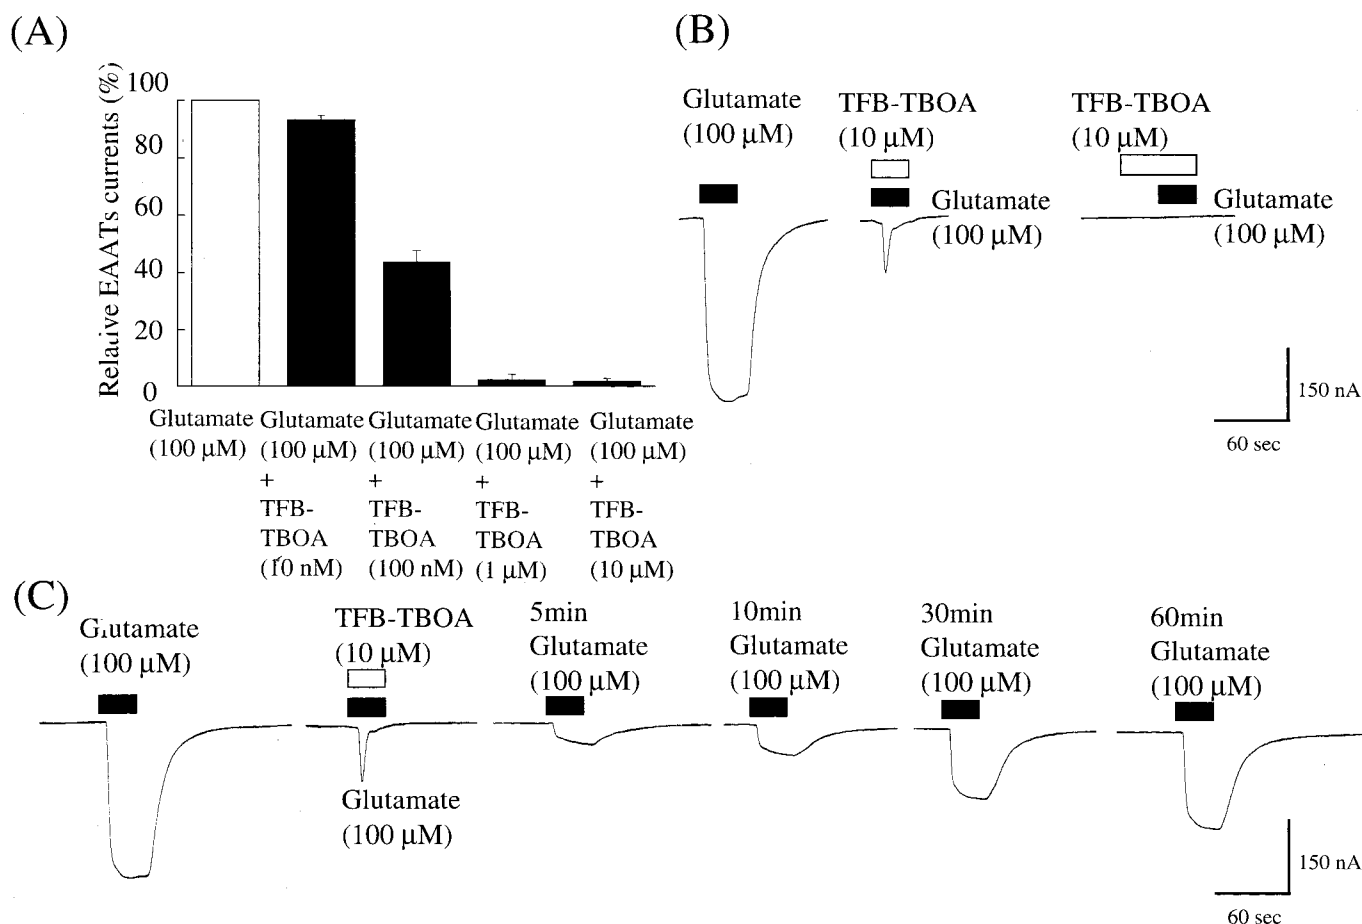 (A)
Relative EAATs currents (%)
100
80
60
40
20
0
Glutamate
(100 μM)
Glutamate
(100 μM)
+
TFB-
TBOA
(10 nM)
Glutamate
(100 μM)
+
TFB-
TBOA
(100 nM)
Glutamate
(100 μM)
+
TFB-
TBOA
(1 μM)
Glutamate
(100 μM)
+
TFB-
TBOA
(10 μM)
(B)
Glutamate
(100 μM)
TFB-TBOA
(10 μM)
Glutamate
(100 μM)
TFB-TBOA
(10 μM)
Glutamate
(100 μM)
150 nA
60 sec
(C)
Glutamate
(100 μM)
TFB-TBOA
(10 μM)
Glutamate
(100 μM)
5min
Glutamate
(100 μM)
10min
Glutamate
(100 μM)
30min
Glutamate
(100 μM)
60min
Glutamate
(100 μM)
150 nA
60 sec